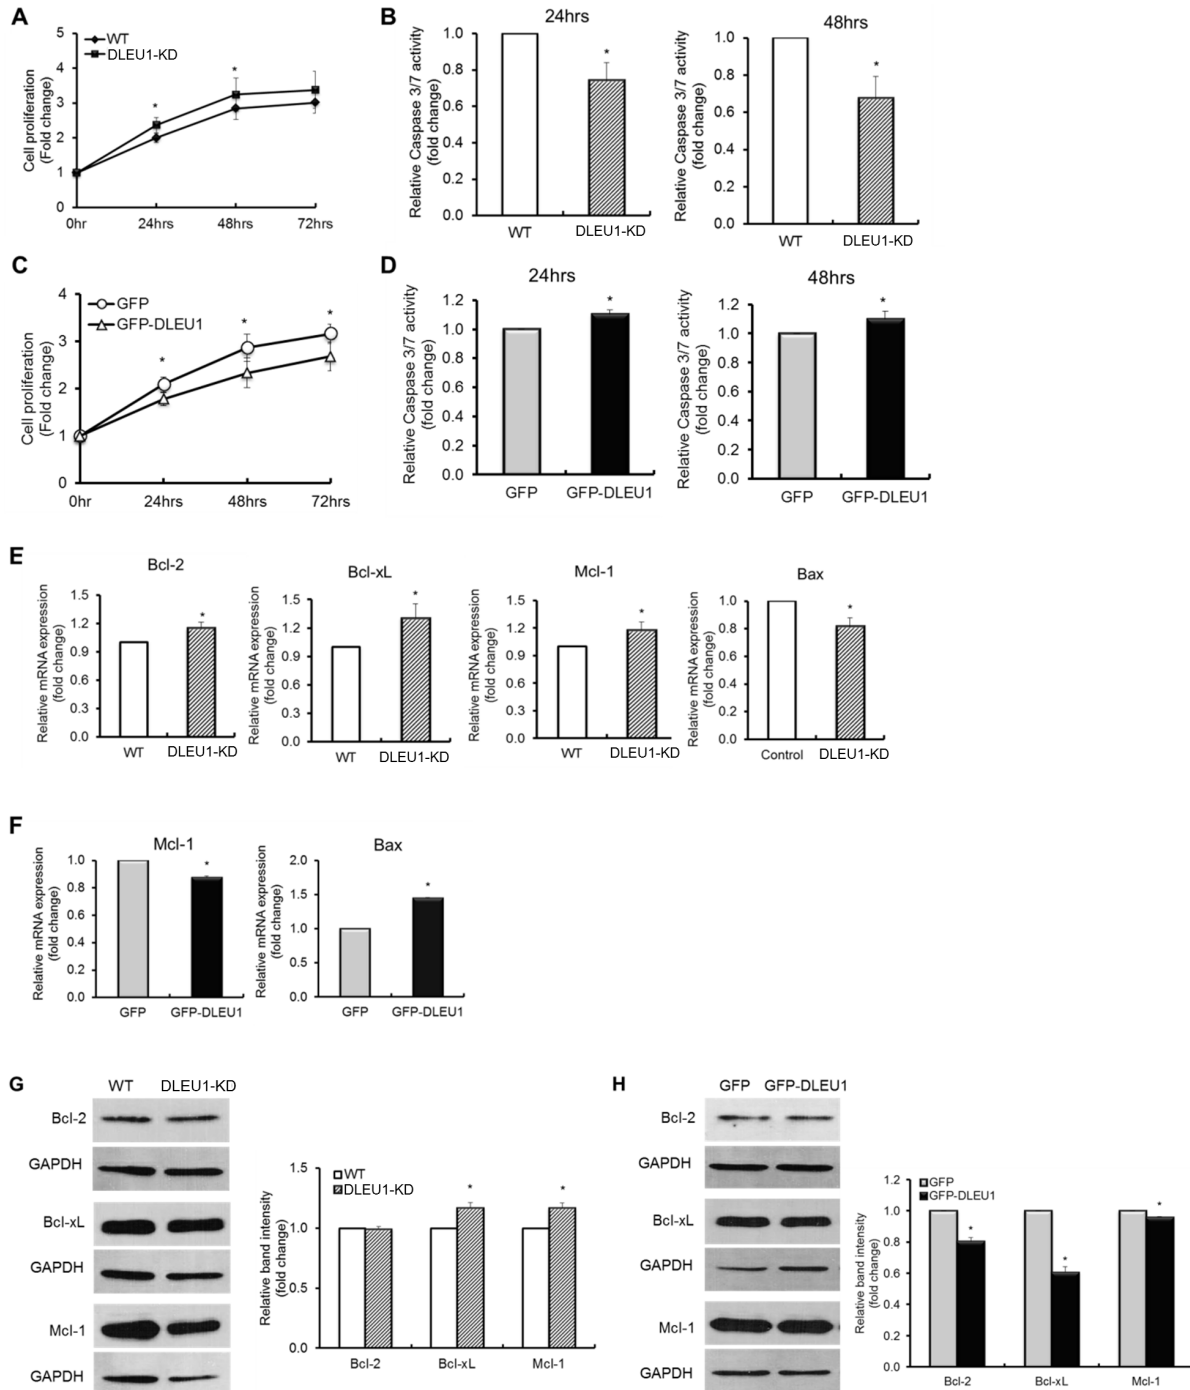 A
Cell proliferation
(Fold change)
5
4
3
2
1
0
WT
DLEU1-KD
*
*
0hr
24hrs
48hrs
72hrs
B
24hrs
Relative Caspase 3/7 activity
(fold change)
1.0
0.8
0.6
0.4
0.2
0.0
*
WT
DLEU1-KD
48hrs
Relative Caspase 3/7 activity
(fold change)
1.0
0.8
0.6
0.4
0.2
0.0
*
WT
DLEU1-KD
C
Cell proliferation
(Fold change)
4
3
2
1
0
GFP
GFP-DLEU1
*
*
*
0hr
24hrs
48hrs
72hrs
D
24hrs
Relative Caspase 3/7 activity
(fold change)
1.2
1.0
0.8
0.6
0.4
0.2
0.0
*
GFP
GFP-DLEU1
48hrs
Relative Caspase 3/7 activity
(fold change)
1.2
1.0
0.8
0.6
0.4
0.2
0.0
*
GFP
GFP-DLEU1
E
Bcl-2
Relative mRNA expression
(fold change)
1.5
1.2
0.9
0.6
0.3
0.0
*
WT
DLEU1-KD
Bcl-xL
Relative mRNA expression
(fold change)
1.5
1.2
0.9
0.6
0.3
0.0
*
WT
DLEU1-KD
Mcl-1
Relative mRNA expression
(fold change)
1.5
1.2
0.9
0.6
0.3
0.0
*
WT
DLEU1-KD
Bax
Relative mRNA expression
(fold change)
1.0
0.8
0.6
0.4
0.2
0.0
*
Control
DLEU1-KD
F
Mcl-1
Relative mRNA expression
(fold change)
1.0
0.8
0.6
0.4
0.2
0.0
*
GFP
GFP-DLEU1
Bax
Relative mRNA expression
(fold change)
2.0
1.5
1.0
0.5
0.0
*
GFP
GFP-DLEU1
G
WT
DLEU1-KD
Bcl-2
GAPDH
Bcl-xL
GAPDH
Mcl-1
GAPDH
Relative band intensity
(fold change)
1.5
1.0
0.5
0.0
WT
DLEU1-KD
*
*
Bcl-2
Bcl-xL
Mcl-1
H
GFP
GFP-DLEU1
Bcl-2
GAPDH
Bcl-xL
GAPDH
Mcl-1
GAPDH
Relative band intensity
(fold change)
1.2
1.0
0.8
0.6
0.4
0.2
0.0
GFP
GFP-DLEU1
*
*
*
Bcl-2
Bcl-xL
Mcl-1